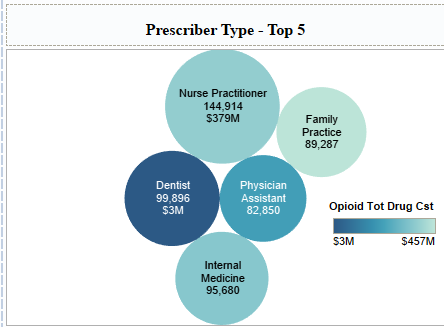 Prescriber Type - Top 5
Nurse Practitioner
144,914
$379M
Family
Practice
89,287
Dentist
99,896
$3M
Physician
Assistant
82,850
Internal
Medicine
95,680
Opioid Tot Drug Cst
$3M $457M